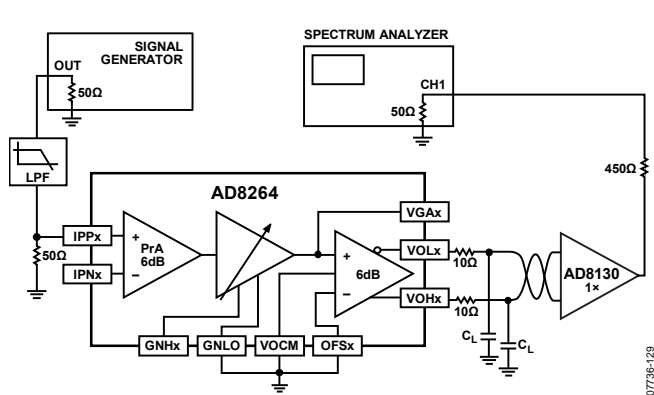 SIGNAL
GENERATOR
OUT
50Ω
LPF
50Ω
SPECTRUM ANALYZER
CH1
50Ω
450Ω
AD8264
IPPx
IPNx
+
−
PrA
6dB
+
−
6dB
VGAx
VOLx
VOHx
10Ω
10Ω
CL
CL
AD8130
1×
GNHx
GNLO
VOCM
OFSx
07736-129